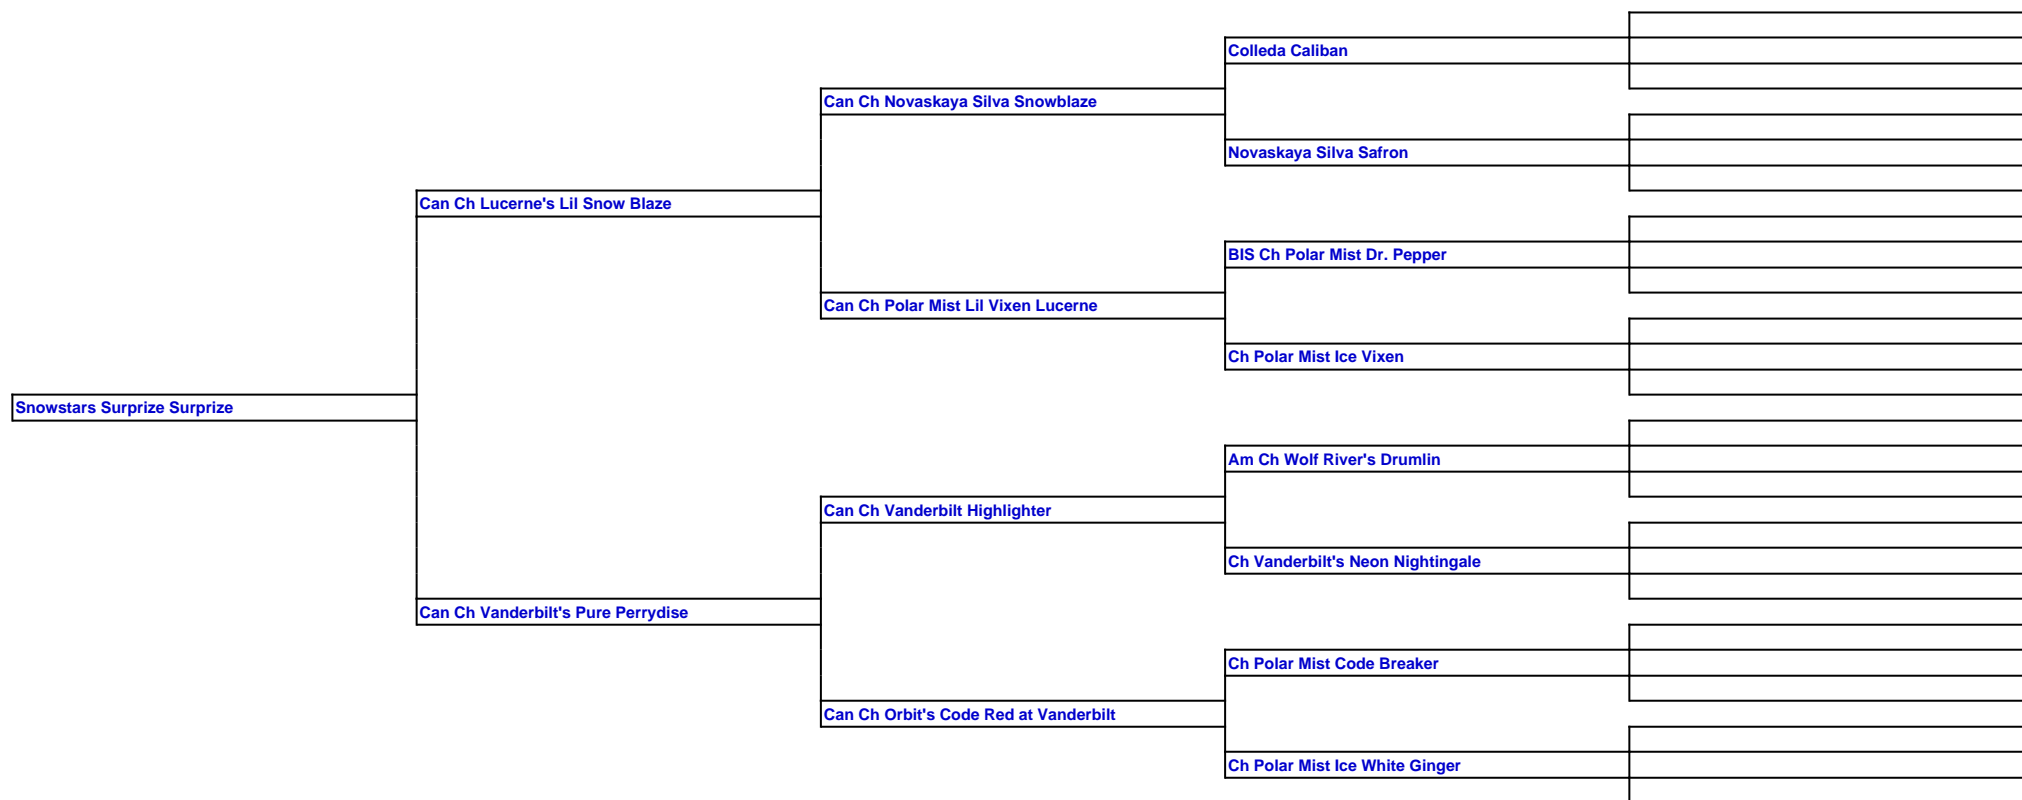 Colleda Caliban
Can Ch Novaskaya Silva Snowblaze
Novaskaya Silva Safron
Can Ch Lucerne's Lil Snow Blaze
BIS Ch Polar Mist Dr. Pepper
Can Ch Polar Mist Lil Vixen Lucerne
Ch Polar Mist Ice Vixen
Snowstars Surprize Surprize
Am Ch Wolf River's Drumlin
Can Ch Vanderbilt Highlighter
Ch Vanderbilt's Neon Nightingale
Can Ch Vanderbilt's Pure Perrydise
Ch Polar Mist Code Breaker
Can Ch Orbit's Code Red at Vanderbilt
Ch Polar Mist Ice White Ginger